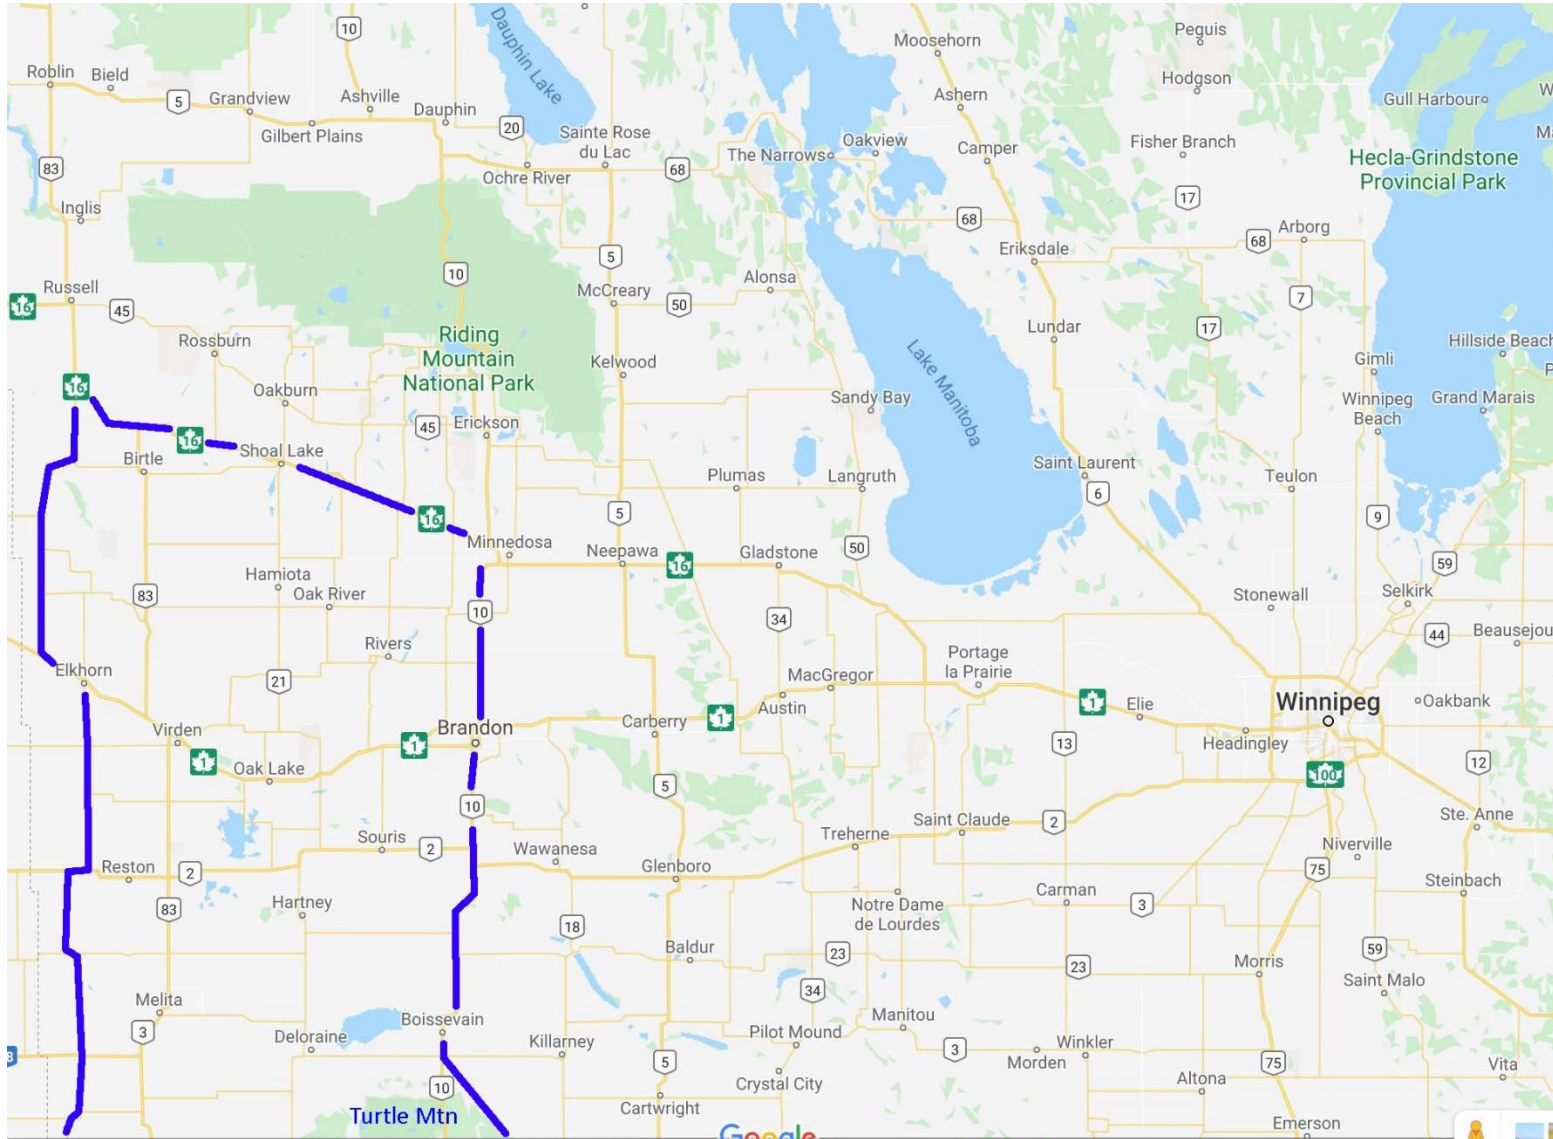 10
Dauphin Lake
Moosehorn
Peguis
Roblin
Bield
5
Grandview
Ashville
Dauphin
Gilbert Plains
20
Sainte Rose
du Lac
Ashern
Hodgson
Gull Harbour
83
Ochre River
68
The Narrows
Oakview
Camper
Fisher Branch
Hecla-Grindstone
Provincial Park
Inglis
17
68
Eriksdale
68
Arborg
10
5
Russell
16
45
McCreary
50
Alonsa
7
Rossburn
Riding
Mountain
National Park
Lundar
17
Hillside Beach
Lake Manitoba
Kelwood
Gimli
16
Oakburn
Sandy Bay
Winnipeg
Beach
Grand Marais
45
Erickson
16
Shoal Lake
Birtle
Plumas
Langruth
Saint Laurent
6
Teulon
16
5
9
Minnedosa
Neepawa
16
Gladstone
50
59
Hamiota
Oak River
83
10
34
Stonewall
Selkirk
44
Beausejou
Rivers
Elkhorn
21
MacGregor
Portage
la Prairie
Virden
1
Oak Lake
1
Brandon
Carberry
1
Austin
1
Elie
Winnipeg
Oakbank
Headingley
13
100
12
10
5
Souris
2
Wawanesa
Treherne
Saint Claude
2
Ste. Anne
Niverville
Reston
2
Glenboro
75
Steinbach
83
Hartney
Notre Dame
de Lourdes
Carman
3
18
Baldur
23
23
Morris
59
Saint Malo
34
Melita
3
Deloraine
Boissevain
Killarney
Pilot Mound
Manitou
3
Morden
Winkler
5
75
Vita
10
Crystal City
Altona
Turtle Mtn
Cartwright
Emerson
Google